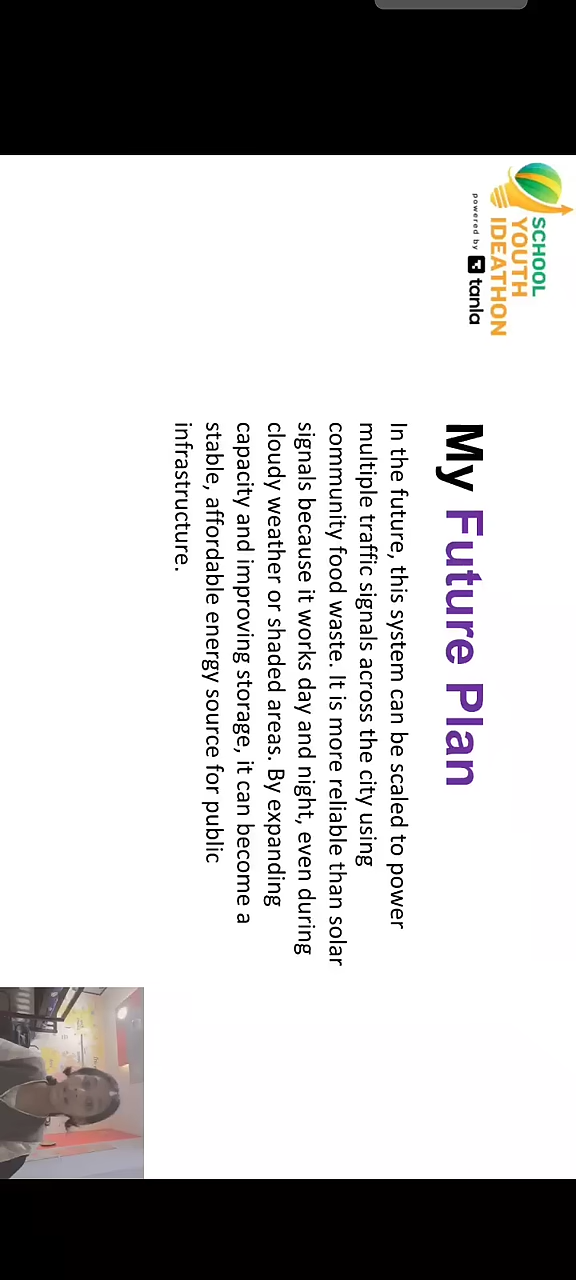 SCHOOL
YOUTH
IDEATHON
powered by tanla
My Future Plan
In the future, this system can be scaled to power
multiple traffic signals across the city using
community food waste. It is more reliable than solar
signals because it works day and night, even during
cloudy weather or shaded areas. By expanding
capacity and improving storage, it can become a
stable, affordable energy source for public
infrastructure.